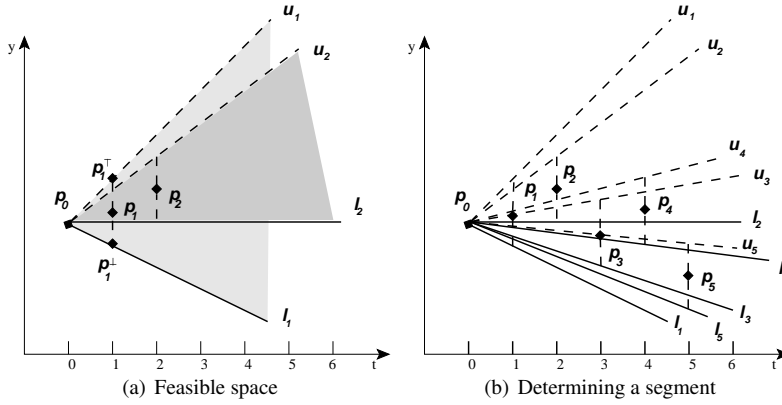 y
u₁
u₂
p₁⊤
p₀
p₁
p₂
l₂
p₁⊥
l₁
0 1 2 3 4 5 6 t
(a) Feasible space
y
u₁
u₂
u₄
u₃
p₀
p₁
p₂
p₄
l₂
u₅
p₃
l
p₅
l₃
l₅
l₁
0 1 2 3 4 5 6 t
(b) Determining a segment